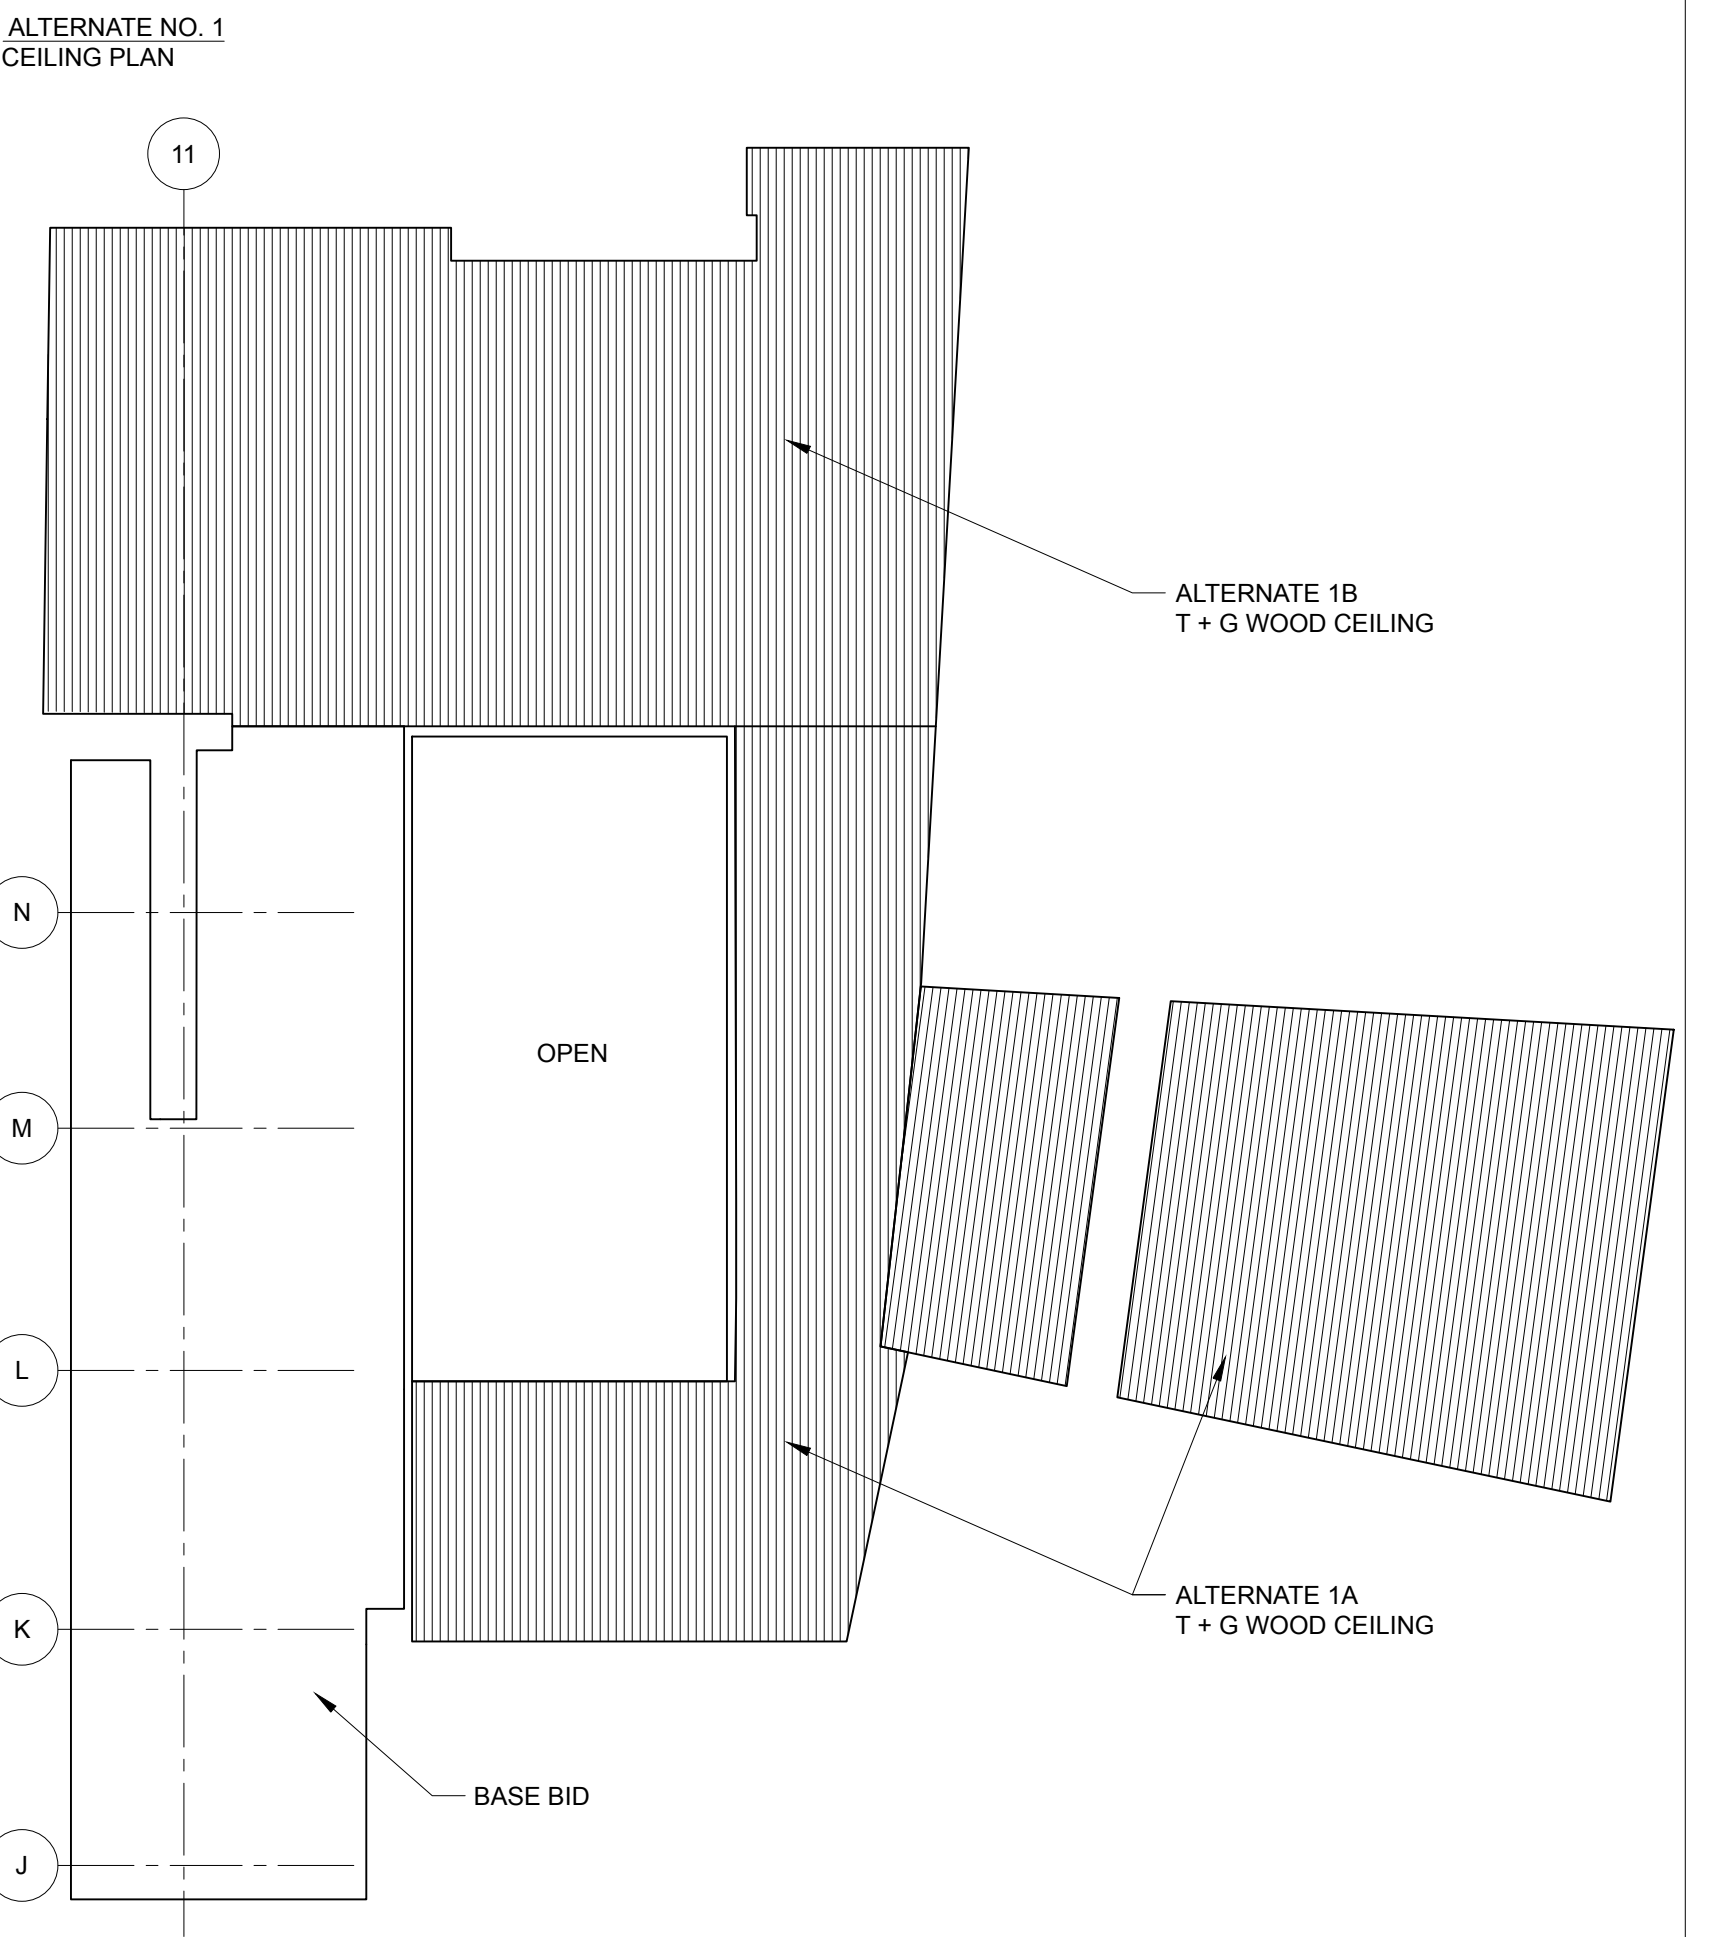 ALTERNATE NO. 1
CEILING PLAN
11
ALTERNATE 1B
T + G WOOD CEILING
N
OPEN
M
L
K
ALTERNATE 1A
T + G WOOD CEILING
BASE BID
J